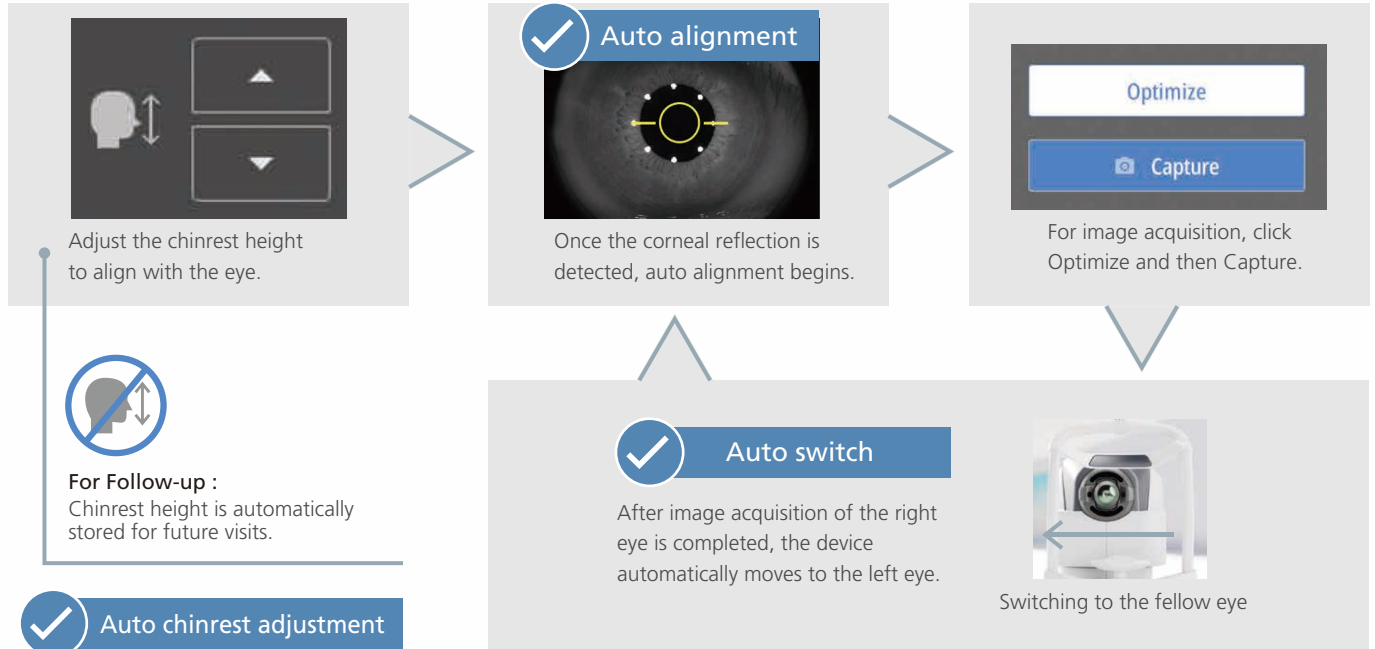 Adjust the chinrest height
to align with the eye.
For Follow-up :
Chinrest height is automatically
stored for future visits.
Auto chinrest adjustment
Auto alignment
Once the corneal reflection is
detected, auto alignment begins.
Optimize
Capture
For image acquisition, click
Optimize and then Capture.
Auto switch
After image acquisition of the right
eye is completed, the device
automatically moves to the left eye.
Switching to the fellow eye